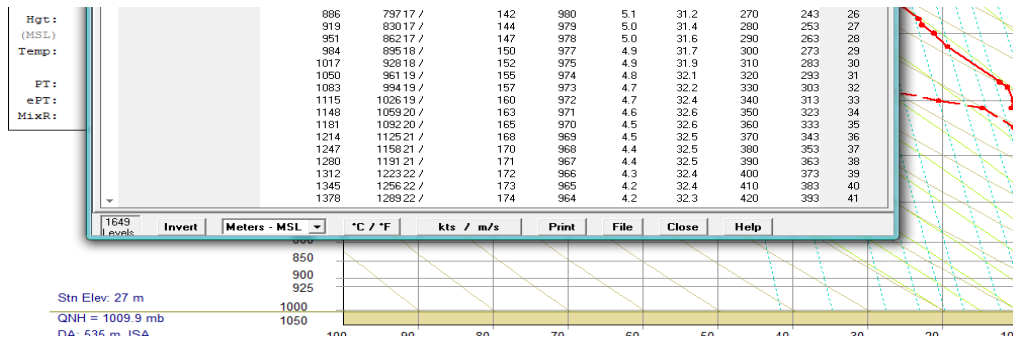 Hgt:
(MSL)
Temp:
PT:
ePT:
MixR:
886 797 17 / 142 980 5.1 31.2 270 243 26
919 830 17 / 144 979 5.0 31.4 280 253 27
951 862 17 / 147 978 5.0 31.6 290 263 28
984 895 18 / 150 977 4.9 31.7 300 273 29
1017 928 18 / 152 975 4.9 31.9 310 283 30
1050 961 19 / 155 974 4.8 32.1 320 293 31
1083 994 19 / 157 973 4.7 32.2 330 303 32
1115 1026 19 / 160 972 4.7 32.4 340 313 33
1148 1059 20 / 163 971 4.6 32.6 350 323 34
1181 1092 20 / 165 970 4.5 32.6 360 333 35
1214 1125 21 / 168 969 4.5 32.5 370 343 36
1247 1158 21 / 170 968 4.4 32.5 380 353 37
1280 1191 21 / 171 967 4.4 32.5 390 363 38
1312 1223 22 / 172 966 4.3 32.4 400 373 39
1345 1256 22 / 173 965 4.2 32.4 410 383 40
1378 1289 22 / 174 964 4.2 32.3 420 393 41
1649 Levels Invert Meters - MSL °C / °F kts / m/s Print File Close Help
800
850
900
925
1000
1050
Stn Elev: 27 m
QNH = 1009.9 mb
DA: 535 m ISA
100 90 80 70 60 50 40 30 20 10